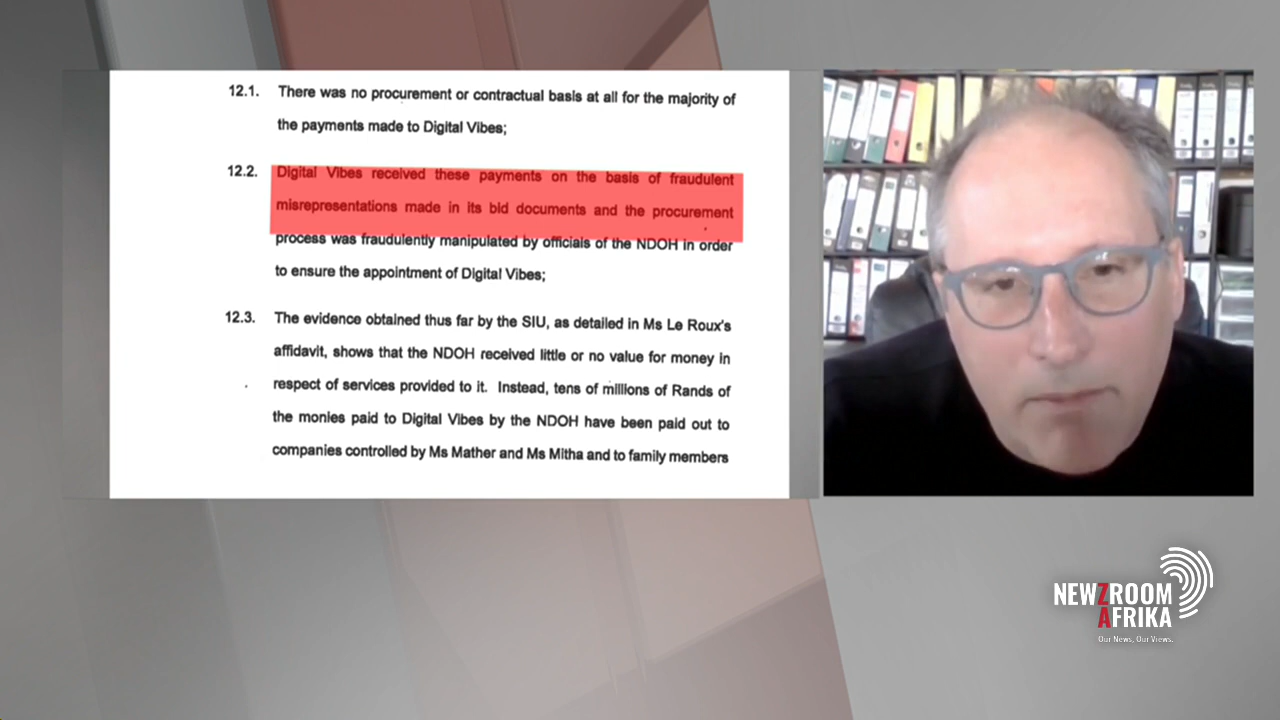 12.1. There was no procurement or contractual basis at all for the majority of
the payments made to Digital Vibes;
12.2. Digital Vibes received these payments on the basis of fraudulent
misrepresentations made in its bid documents and the procurement
process was fraudulently manipulated by officials of the NDOH in order
to ensure the appointment of Digital Vibes;
12.3. The evidence obtained thus far by the SIU, as detailed in Ms Le Roux's
affidavit, shows that the NDOH received little or no value for money in
respect of services provided to it. Instead, tens of millions of Rands of
the monies paid to Digital Vibes by the NDOH have been paid out to
companies controlled by Ms Mather and Ms Mitha and to family members
NEWZROOM
AFRIKA
Our News, Our Views.